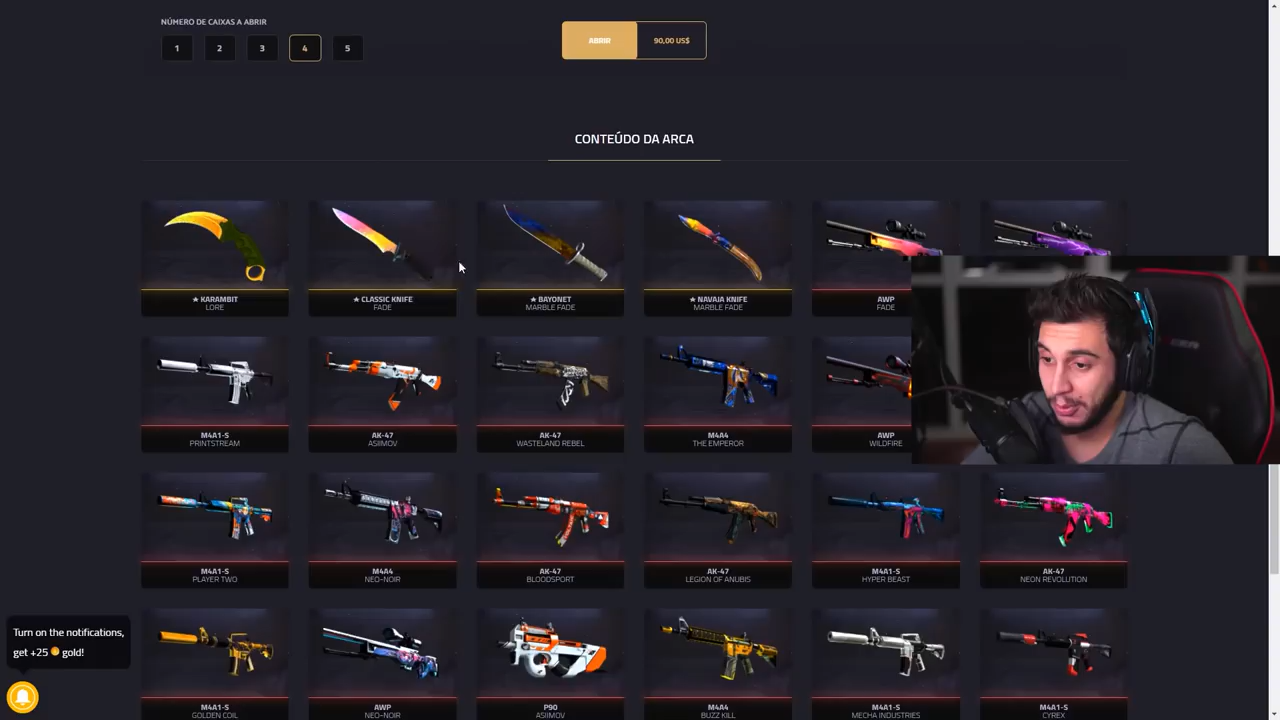 NÚMERO DE CAIXAS A ABRIR
1 2 3 4 5
ABRIR 90,00 US$
CONTEÚDO DA ARCA
★ KARAMBIT
LORE
★ CLASSIC KNIFE
FADE
★ BAYONET
MARBLE FADE
★ NAVAJA KNIFE
MARBLE FADE
AWP
FADE
M4A1-S
PRINTSTREAM
AK-47
ASIIMOV
AK-47
WASTELAND REBEL
M4A4
THE EMPEROR
AWP
WILDFIRE
M4A1-S
PLAYER TWO
M4A4
NEO-NOIR
AK-47
BLOODSPORT
AK-47
LEGION OF ANUBIS
M4A1-S
HYPER BEAST
AK-47
NEON REVOLUTION
M4A1-S
GOLDEN COIL
AWP
NEO-NOIR
P90
ASIIMOV
M4A4
BUZZ KILL
M4A1-S
MECHA INDUSTRIES
M4A1-S
CYREX
Turn on the notifications,
get +25 gold!